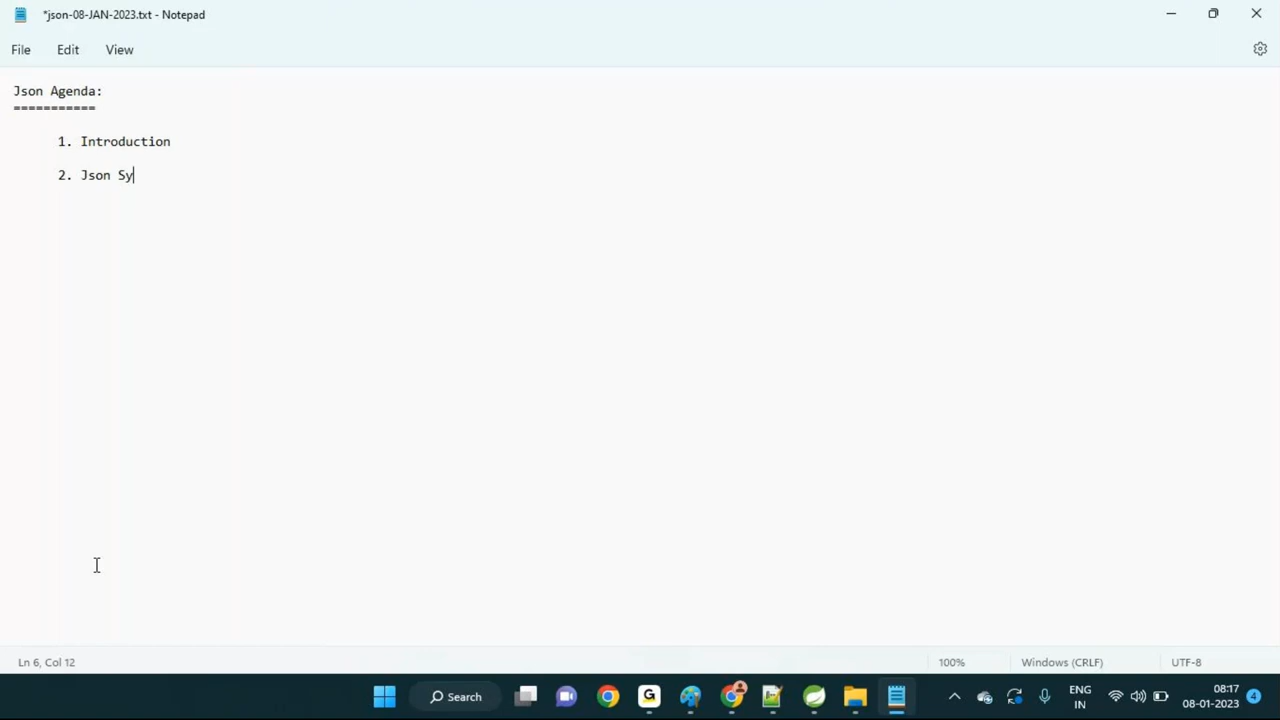 *json-08-JAN-2023.txt - Notepad
File Edit View
Json Agenda:
===========
1. Introduction
2. Json Sy
Ln 6, Col 12 100% Windows (CRLF) UTF-8
Search
ENG
IN
08:17
08-01-2023
4
G